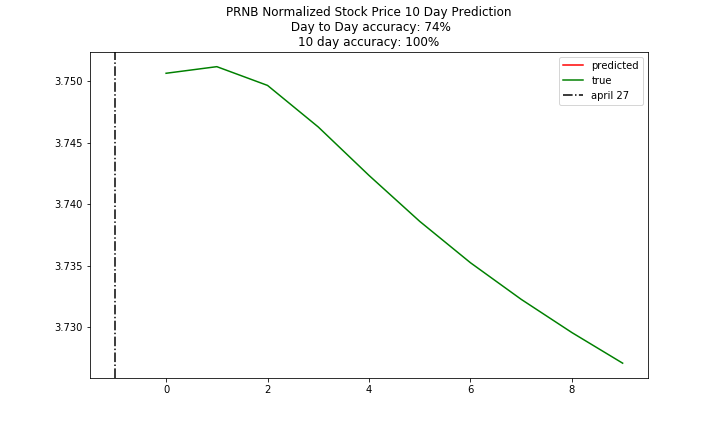 PRNB Normalized Stock Price 10 Day Prediction
Day to Day accuracy: 74%
10 day accuracy: 100%
predicted
true
april 27
3.750
3.745
3.740
3.735
3.730
0 2 4 6 8